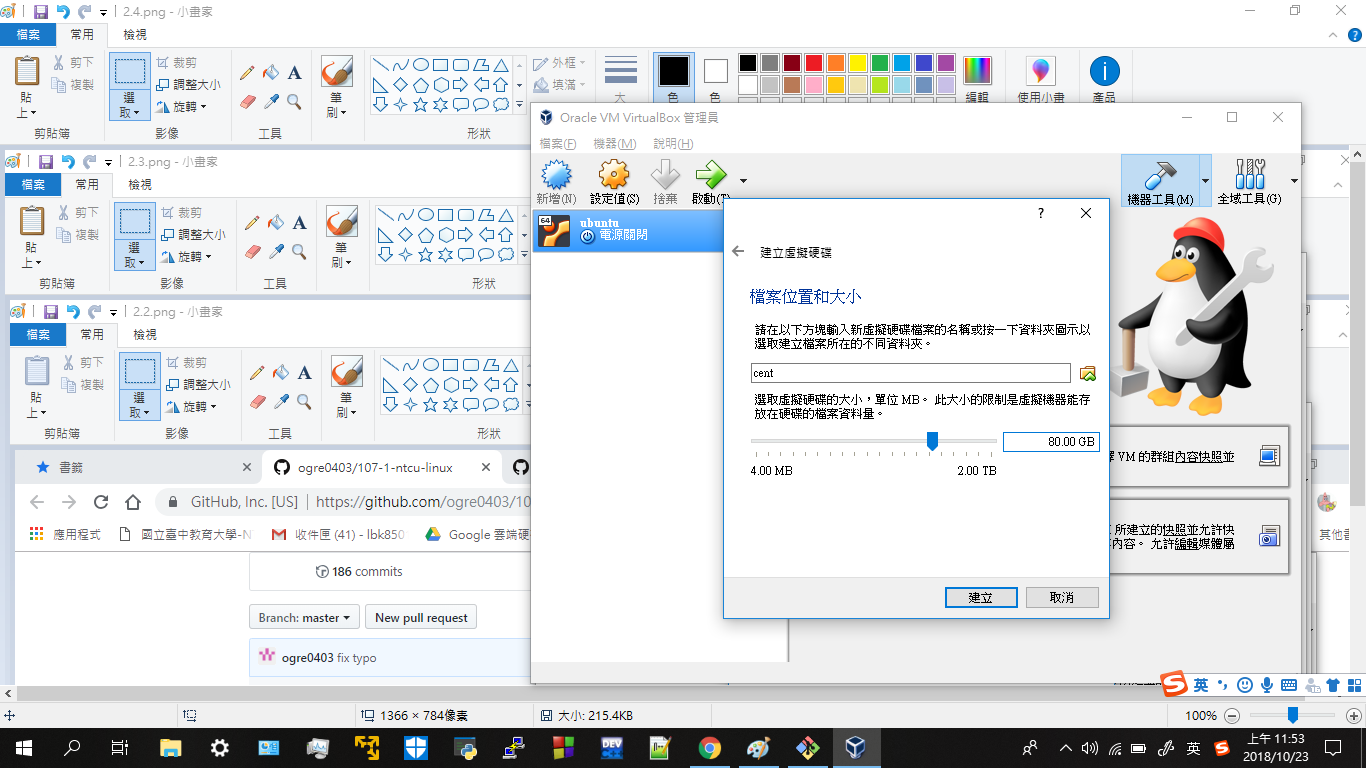 2.4.png - 小畫家
檔案
常用
檢視
貼上
剪下
複製
剪貼簿
選取
裁剪
調整大小
旋轉
影像
A
工具
筆刷
形狀
外框
填滿
大
色
色
編輯
使用小畫
產品
2.3.png - 小畫家
檔案
常用
檢視
貼上
剪下
複製
剪貼簿
選取
裁剪
調整大小
旋轉
影像
A
工具
筆刷
形狀
2.2.png - 小畫家
檔案
常用
檢視
貼上
剪下
複製
剪貼簿
選取
裁剪
調整大小
旋轉
影像
A
工具
筆刷
形狀
書籤
ogre0403/107-1-ntcu-linux
GitHub, Inc. [US]
https://github.com/ogre0403/10
應用程式
國立臺中教育大學-N
收件匣 (41) - lbk850
Google 雲端硬
其他書
186 commits
Branch: master
New pull request
ogre0403 fix typo
Oracle VM VirtualBox 管理員
檔案(F)
機器(M)
說明(H)
新增(N)
設定值(S)
捨棄
啟動(T)
機器工具(M)
全域工具(G)
64
ubuntu
電源關閉
VM 的群組內容快照並
所建立的快照並允許快
內容。 允許編輯媒體屬
?
建立虛擬硬碟
檔案位置和大小
請在以下方塊輸入新虛擬硬碟檔案的名稱或按一下資料夾圖示以
選取建立檔案所在的不同資料夾。
cent
選取虛擬硬碟的大小，單位 MB。 此大小的限制是虛擬機器能存
放在硬碟的檔案資料量。
80.00 GB
4.00 MB
2.00 TB
建立
取消
英
1366 × 784像素
大小: 215.4KB
100%
DEV
英
上午 11:53
2018/10/23